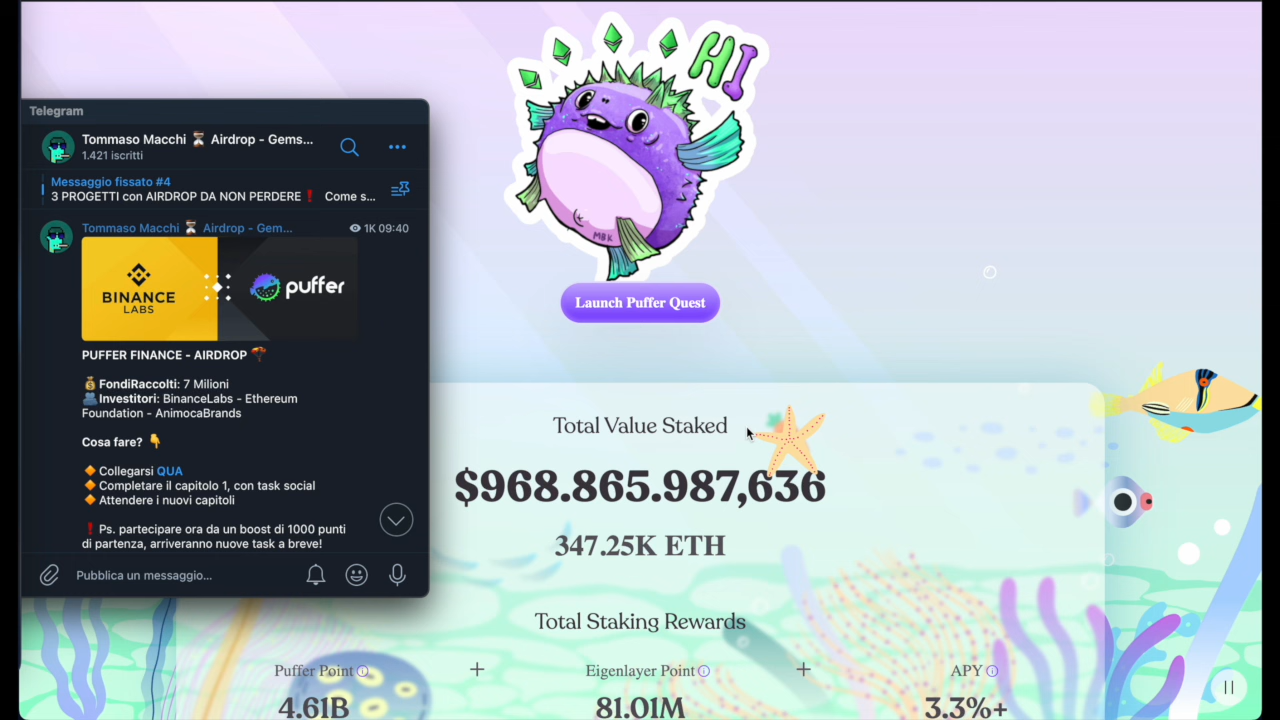 HI
MBK
Launch Puffer Quest
Telegram
Tommaso Macchi ⏳ Airdrop - Gems...
1.421 iscritti
Messaggio fissato #4
3 PROGETTI con AIRDROP DA NON PERDERE❗ Come s...
Tommaso Macchi ⏳ Airdrop - Gem...
1K 09:40
BINANCE
LABS
puffer
PUFFER FINANCE - AIRDROP 🪂
💰FondiRaccolti: 7 Milioni
👥Investitori: BinanceLabs - Ethereum
Foundation - AnimocaBrands
Cosa fare? 👇
🔶Collegarsi QUA
🔶Completare il capitolo 1, con task social
🔶Attendere i nuovi capitoli
❗Ps. partecipare ora da un boost di 1000 punti
di partenza, arriveranno nuove task a breve!
Pubblica un messaggio...
Total Value Staked
$968.865.987,636
347.25K ETH
Total Staking Rewards
Puffer Point + Eigenlayer Point + APY
4.61B 81.01M 3.3%+